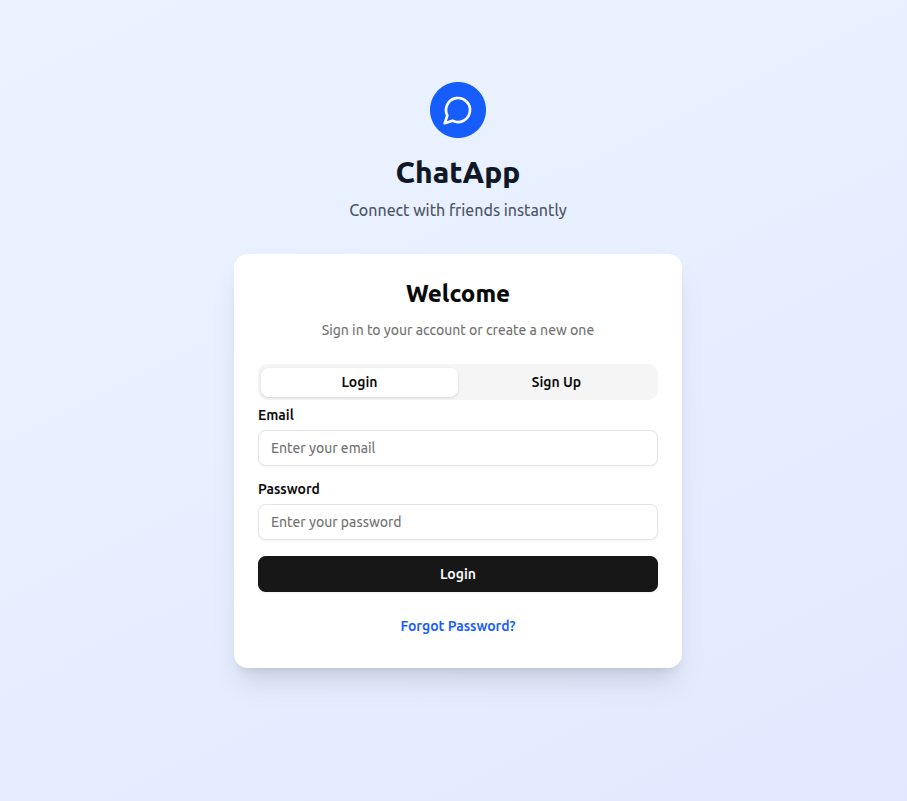 ChatApp
Connect with friends instantly
Welcome
Sign in to your account or create a new one
Login Sign Up
Email
Enter your email
Password
Enter your password
Login
Forgot Password?